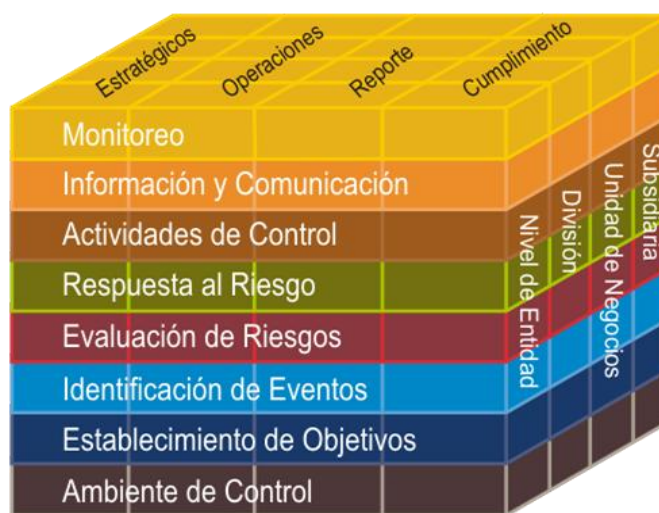 Estratégicos
Operaciones
Reporte
Cumplimiento
Monitoreo
Información y Comunicación
Actividades de Control
Respuesta al Riesgo
Evaluación de Riesgos
Identificación de Eventos
Establecimiento de Objetivos
Ambiente de Control
Nivel de Entidad
División
Unidad de Negocios
Subsidiaria